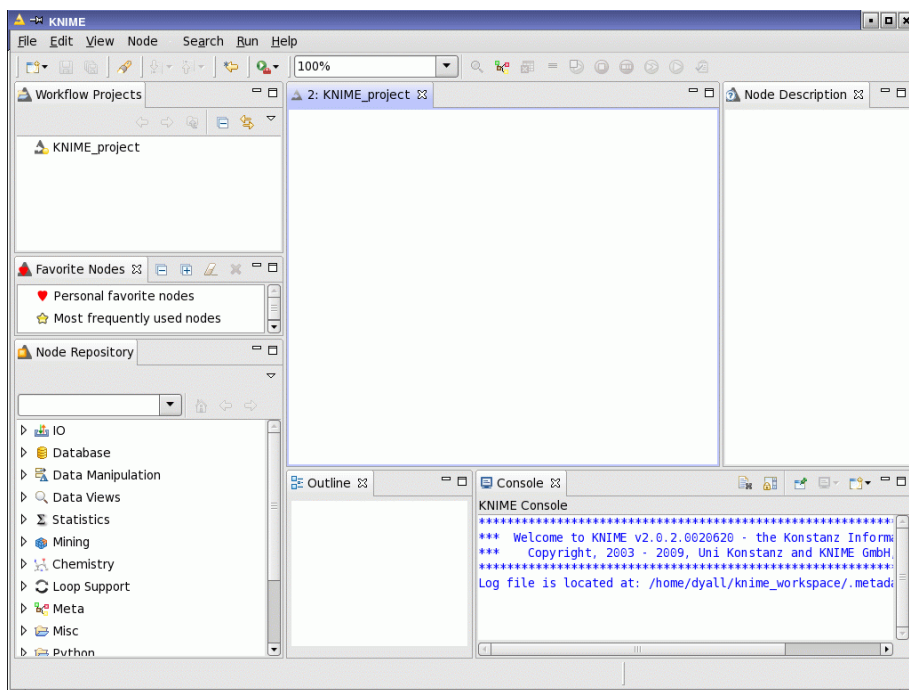 KNIME
File Edit View Node Search Run Help
100%
Workflow Projects
KNIME_project
Favorite Nodes
Personal favorite nodes
Most frequently used nodes
Node Repository
IO
Database
Data Manipulation
Data Views
Statistics
Mining
Chemistry
Loop Support
Meta
Misc
Python
2: KNIME_project
Node Description
Outline
Console
KNIME Console
*** Welcome to KNIME v2.0.2.0020620 - the Konstanz Informa
*** Copyright, 2003 - 2009, Uni Konstanz and KNIME GmbH,
Log file is located at: /home/dyall/knime_workspace/.metada